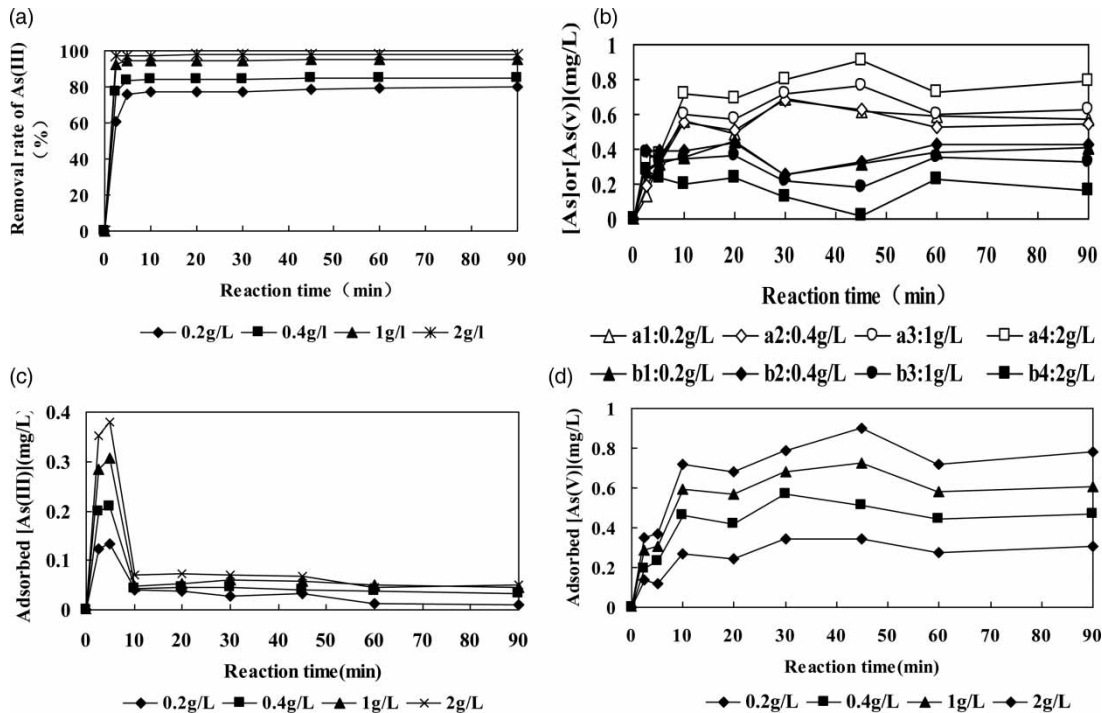 (a)
100
80
60
40
20
0
Removal rate of As(III)
(%)
0 10 20 30 40 50 60 70 80 90
Reaction time (min)
0.2g/L 0.4g/l 1g/l 2g/l
(b)
1
0.8
0.6
0.4
0.2
0
[As]or[As(v)](mg/L)
0 10 20 30 40 50 60 70 80 90
Reaction time (min)
a1:0.2g/L a2:0.4g/L a3:1g/L a4:2g/L
b1:0.2g/L b2:0.4g/L b3:1g/L b4:2g/L
(c)
0.4
0.3
0.2
0.1
0
Adsorbed [As(III)](mg/L)
0 10 20 30 40 50 60 70 80 90
Reaction time(min)
0.2g/L 0.4g/L 1g/L 2g/L
(d)
1
0.8
0.6
0.4
0.2
0
Adsorbed [As(V)](mg/L)
0 10 20 30 40 50 60 70 80 90
Reaction time(min)
0.2g/L 0.4g/L 1g/L 2g/L